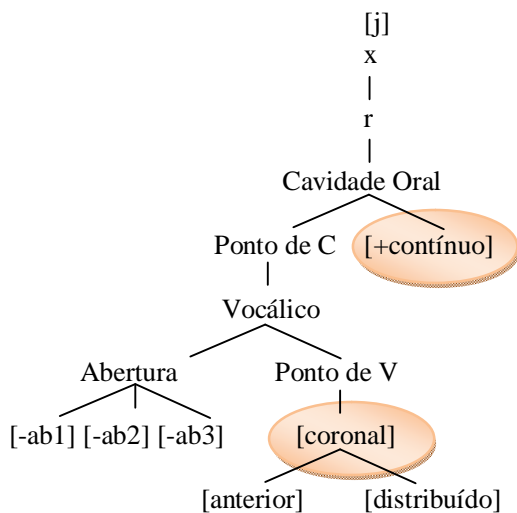 [j]
x
r
Cavidade Oral
Ponto de C [+contínuo]
Vocálico
Abertura Ponto de V
[-ab1] [-ab2] [-ab3] [coronal]
[anterior] [distribuído]